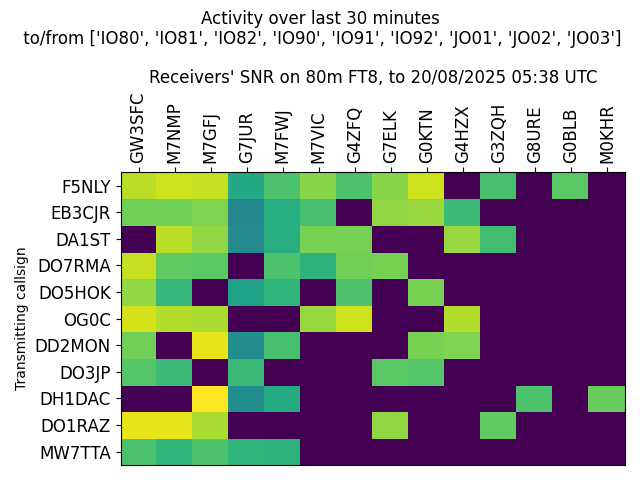 Activity over last 30 minutes
to/from ['IO80', 'IO81', 'IO82', 'IO90', 'IO91', 'IO92', 'JO01', 'JO02', 'JO03']
Receivers' SNR on 80m FT8, to 20/08/2025 05:38 UTC
GW3SFC
M7NMP
M7GFJ
G7JUR
M7FWJ
M7VIC
G4ZFQ
G7ELK
G0KTN
G4HZX
G3ZQH
G8URE
G0BLB
M0KHR
Transmitting callsign
F5NLY
EB3CJR
DA1ST
DO7RMA
DO5HOK
OG0C
DD2MON
DO3JP
DH1DAC
DO1RAZ
MW7TTA